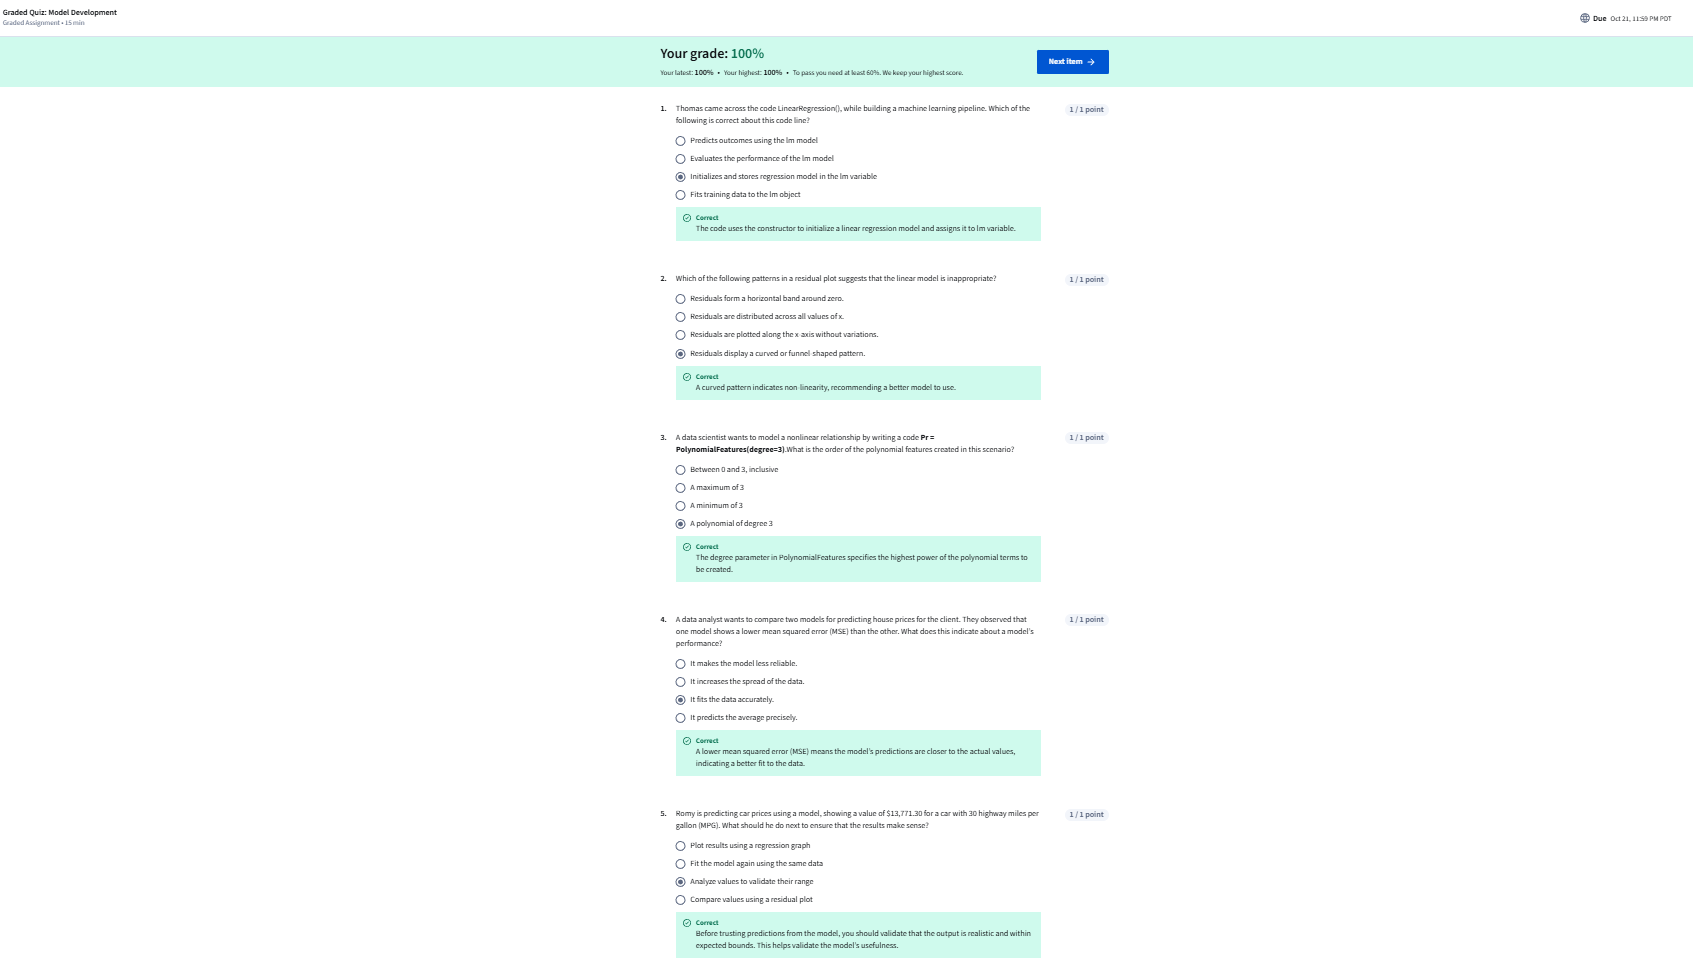 Graded Quiz: Model Development
Graded Assignment • 15 min
Due Oct 21, 11:59 PM PDT
Your grade: 100%
Your latest: 100% • Your highest: 100% • To pass you need at least 60%. We keep your highest score.
Next item →
1. Thomas came across the code LinearRegression(), while building a machine learning pipeline. Which of the
following is correct about this code line?
1 / 1 point
Predicts outcomes using the lm model
Evaluates the performance of the lm model
Initializes and stores regression model in the lm variable
Fits training data to the lm object
Correct
The code uses the constructor to initialize a linear regression model and assigns it to lm variable.
2. Which of the following patterns in a residual plot suggests that the linear model is inappropriate?
1 / 1 point
Residuals form a horizontal band around zero.
Residuals are distributed across all values of x.
Residuals are plotted along the x-axis without variations.
Residuals display a curved or funnel-shaped pattern.
Correct
A curved pattern indicates non-linearity, recommending a better model to use.
3. A data scientist wants to model a nonlinear relationship by writing a code Pr =
PolynomialFeatures(degree=3).What is the order of the polynomial features created in this scenario?
1 / 1 point
Between 0 and 3, inclusive
A maximum of 3
A minimum of 3
A polynomial of degree 3
Correct
The degree parameter in PolynomialFeatures specifies the highest power of the polynomial terms to
be created.
4. A data analyst wants to compare two models for predicting house prices for the client. They observed that
one model shows a lower mean squared error (MSE) than the other. What does this indicate about a model's
performance?
1 / 1 point
It makes the model less reliable.
It increases the spread of the data.
It fits the data accurately.
It predicts the average precisely.
Correct
A lower mean squared error (MSE) means the model's predictions are closer to the actual values,
indicating a better fit to the data.
5. Romy is predicting car prices using a model, showing a value of $13,771.30 for a car with 30 highway miles per
gallon (MPG). What should he do next to ensure that the results make sense?
1 / 1 point
Plot results using a regression graph
Fit the model again using the same data
Analyze values to validate their range
Compare values using a residual plot
Correct
Before trusting predictions from the model, you should validate that the output is realistic and within
expected bounds. This helps validate the model's usefulness.